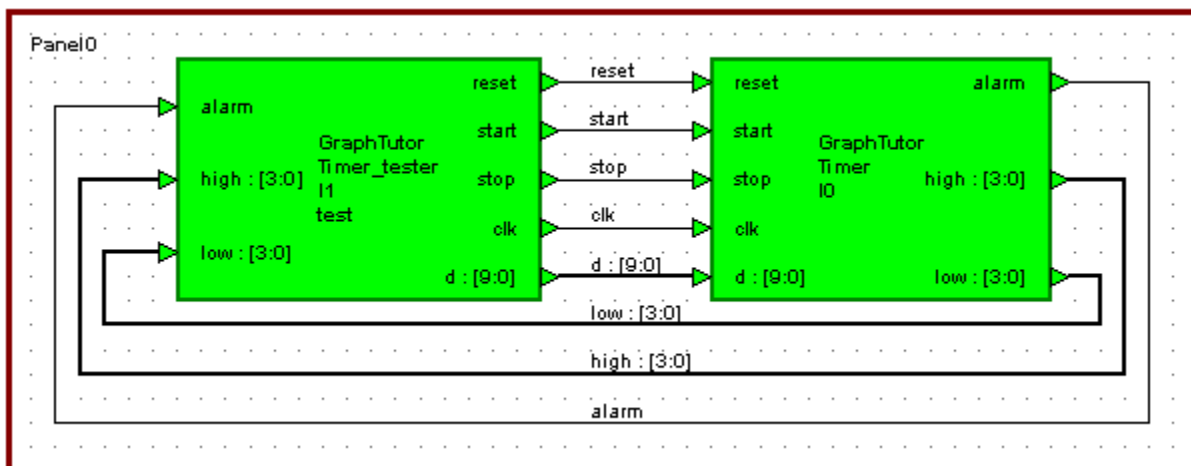 Panel0
alarm
high : [3:0]
low : [3:0]
GraphTutor
Timer_tester
I1
test
reset
start
stop
clk
d : [9:0]
reset
start
stop
clk
d : [9:0]
low : [3:0]
high : [3:0]
alarm
reset
start
stop
clk
d : [9:0]
GraphTutor
Timer
I0
alarm
high : [3:0]
low : [3:0]